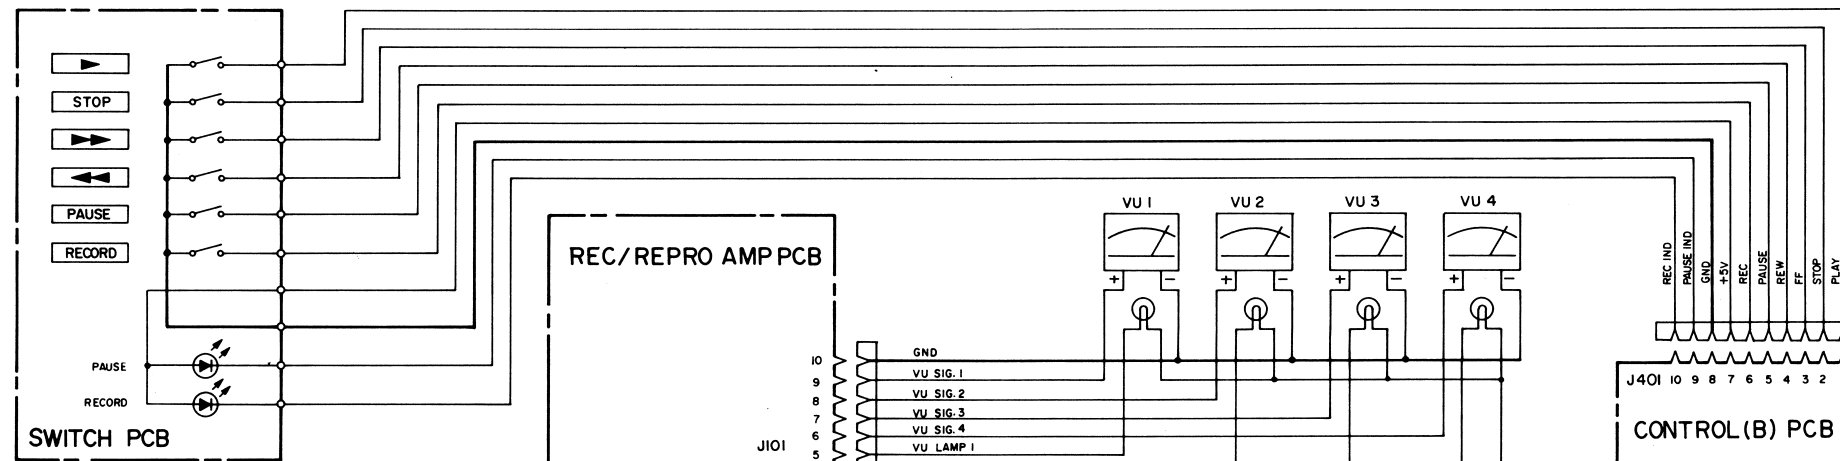 STOP
PAUSE
RECORD
PAUSE
RECORD
SWITCH PCB
REC/REPRO AMP PCB
J101
10
9
8
7
6
5
GND
VU SIG. 1
VU SIG. 2
VU SIG. 3
VU SIG. 4
VU LAMP 1
VU 1
VU 2
VU 3
VU 4
+ −
+ −
+ −
+ −
REC IND
PAUSE IND
GND
+5V
REC
PAUSE
REW
FF
STOP
PLAY
J401 10 9 8 7 6 5 4 3 2
CONTROL(B) PCB